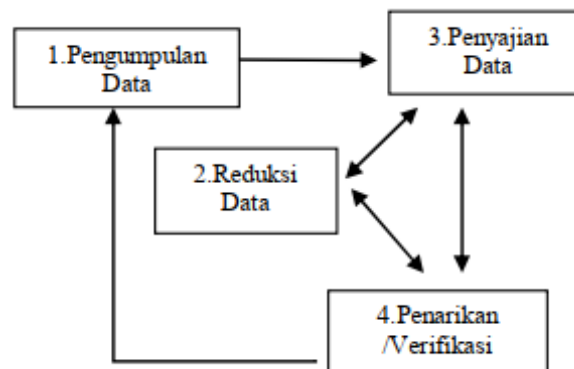 1.Pengumpulan
Data
3.Penyajian
Data
2.Reduksi
Data
4.Penarikan
/Verifikasi